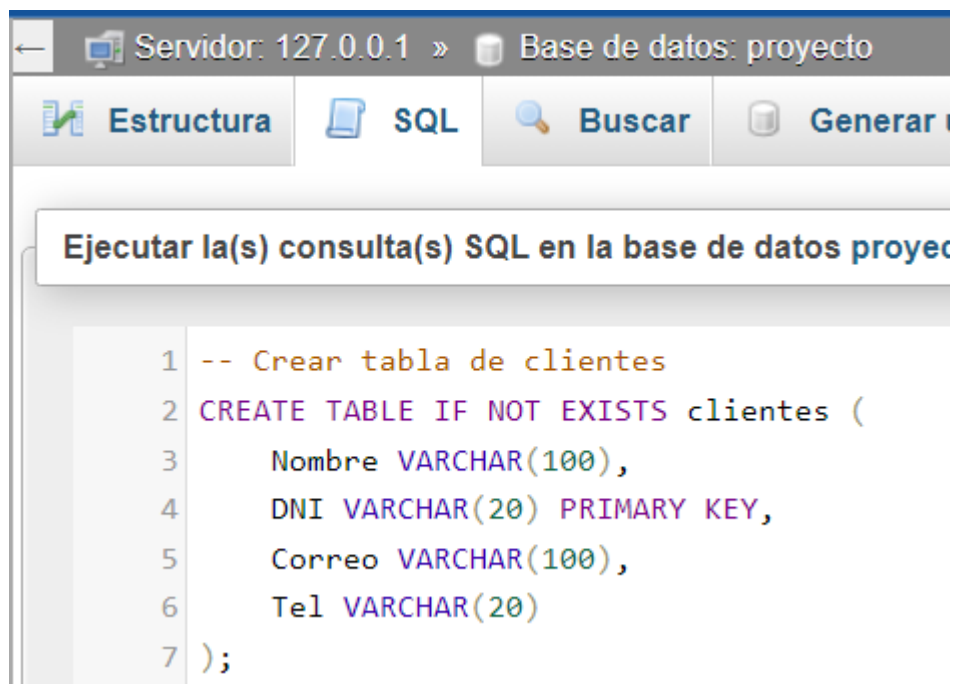 ← Servidor: 127.0.0.1 » Base de datos: proyecto
Estructura SQL Buscar Generar
Ejecutar la(s) consulta(s) SQL en la base de datos
1 -- Crear tabla de clientes
2 CREATE TABLE IF NOT EXISTS clientes (
3 Nombre VARCHAR(100),
4 DNI VARCHAR(20) PRIMARY KEY,
5 Correo VARCHAR(100),
6 Tel VARCHAR(20)
7 );